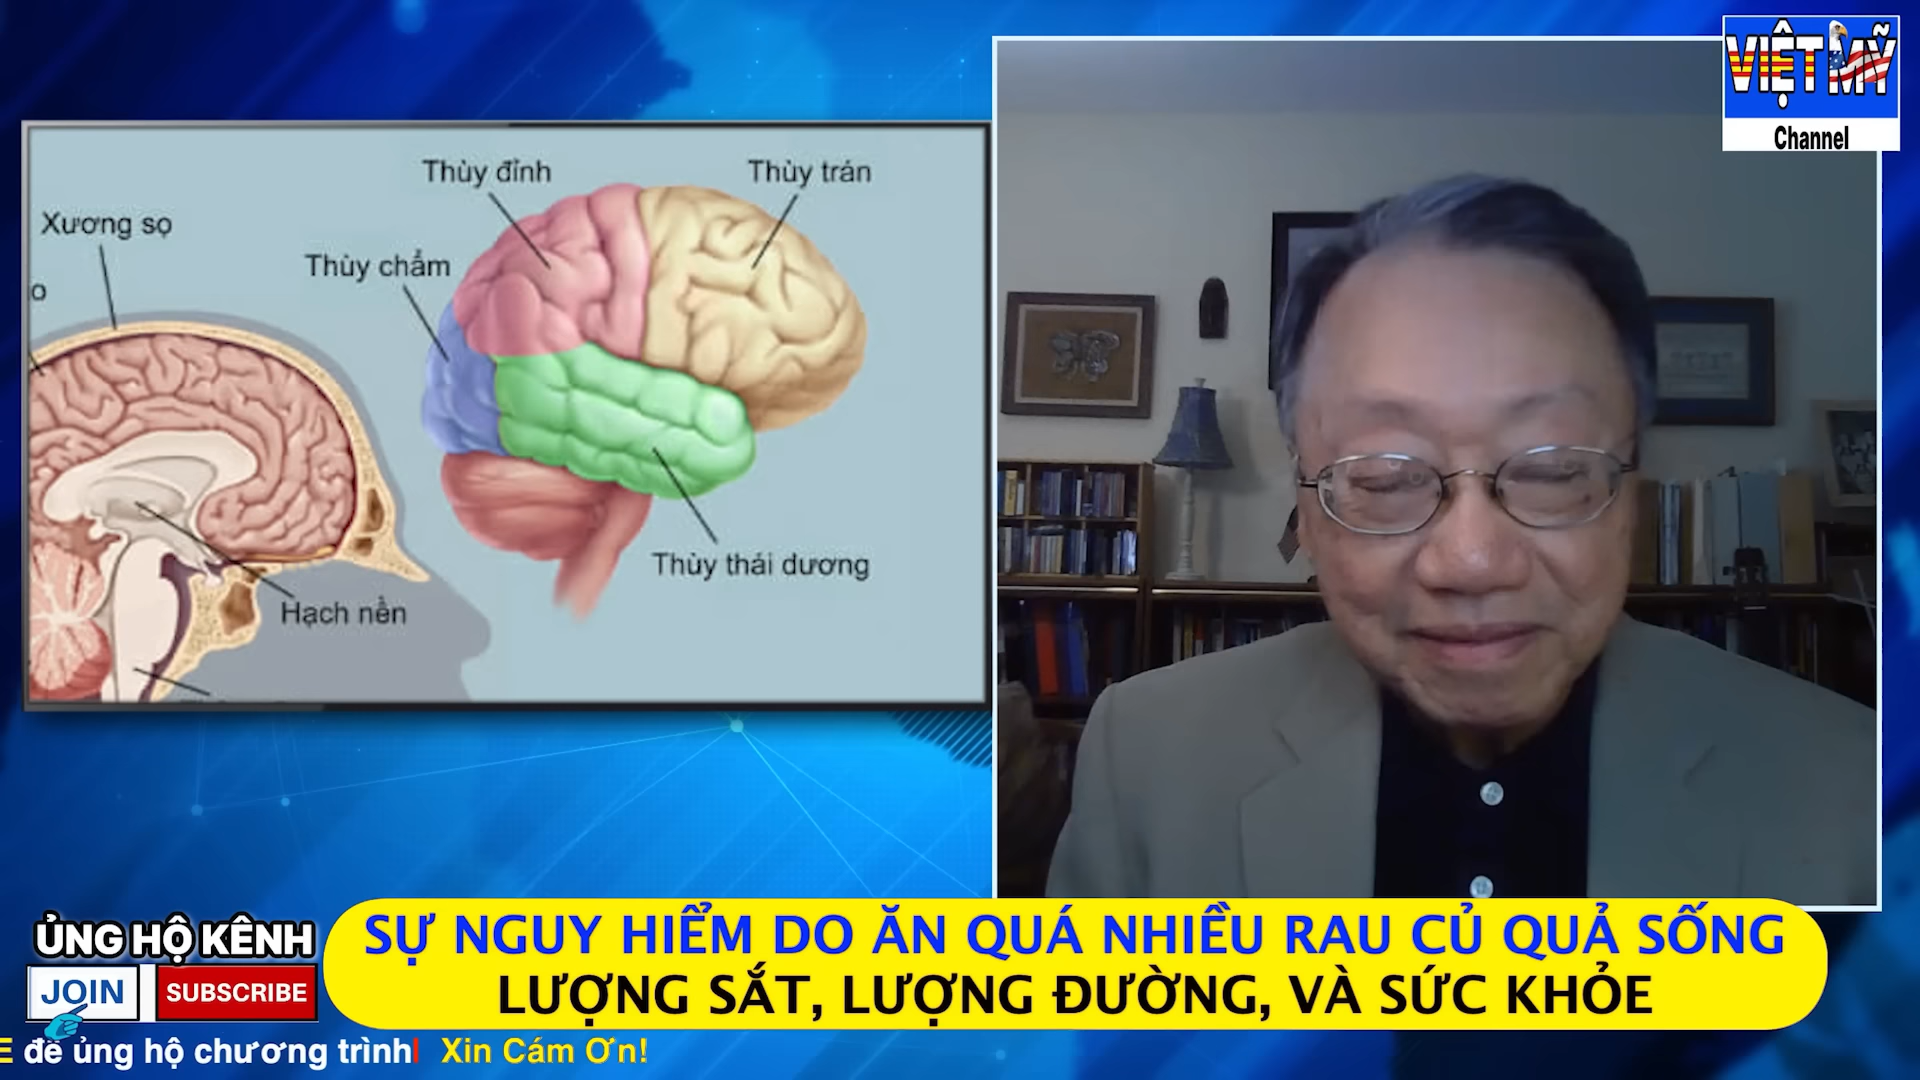 VIỆT MỸ
Channel
Thùy đỉnh
Thùy trán
Xương sọ
Thùy chẩm
Thùy thái dương
Hạch nền
ỦNG HỘ KÊNH
JOIN
SUBSCRIBE
SỰ NGUY HIỂM DO ĂN QUÁ NHIỀU RAU CỦ QUẢ SỐNG
LƯỢNG SẮT, LƯỢNG ĐƯỜNG, VÀ SỨC KHỎE
E để ủng hộ chương trình! Xin Cám Ơn!